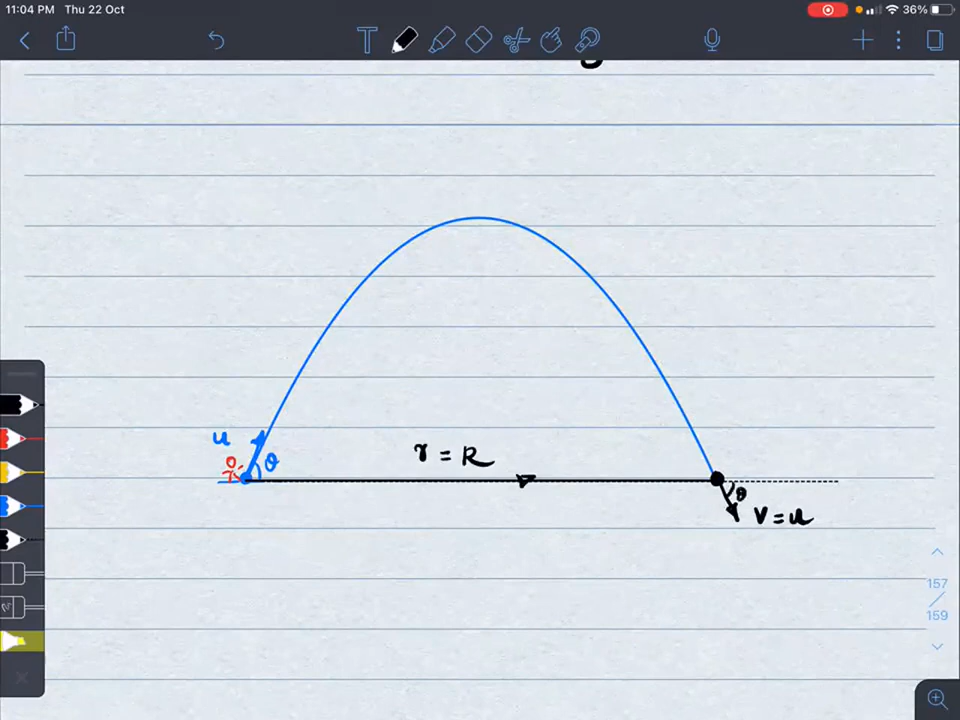 11:04 PM Thu 22 Oct 36%
T
u
θ
r = R
θ
v = u
157
159